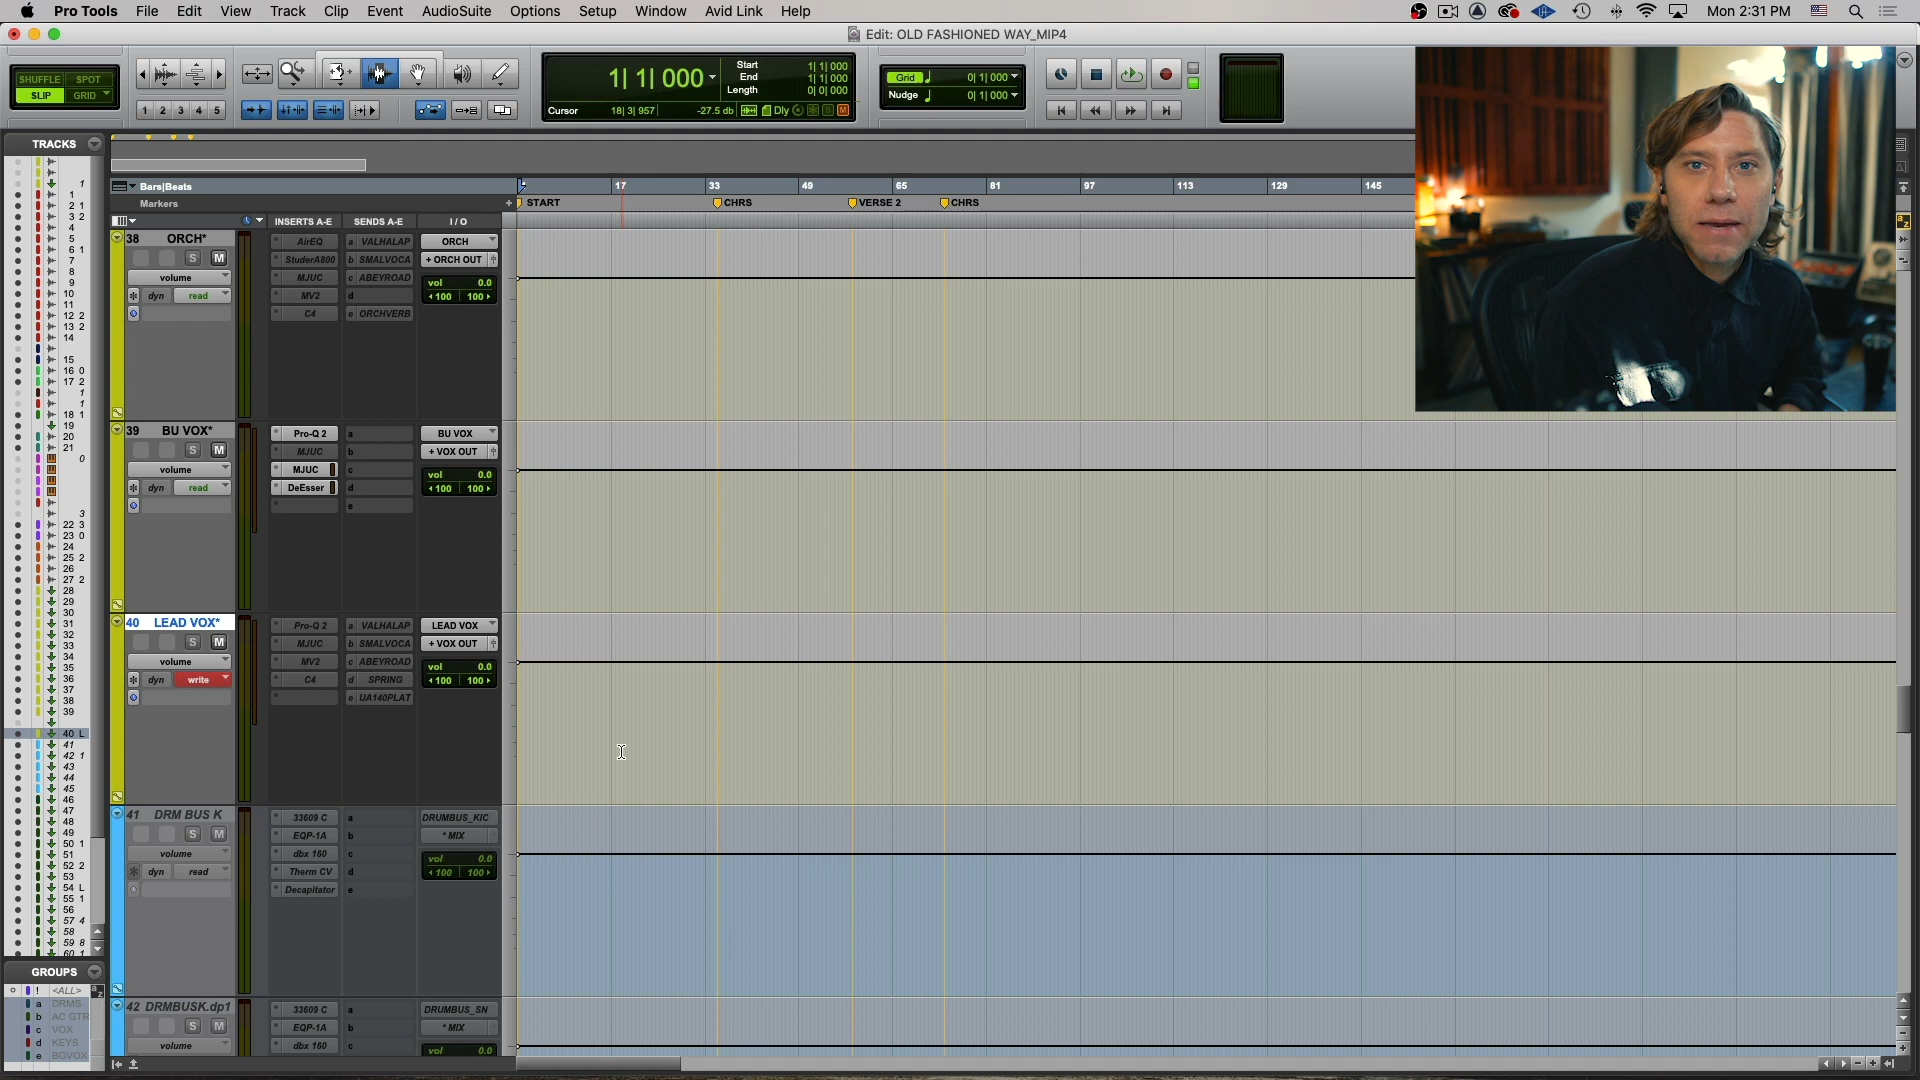 Pro Tools File Edit View Track Clip Event AudioSuite Options Setup Window Avid Link Help
Mon 2:31 PM
Edit: OLD FASHIONED WAY_MIP4
SHUFFLE SPOT
SLIP GRID
1 2 3 4 5
1| 1| 000
Start 1| 1| 000
End 1| 1| 000
Length 0| 0| 000
Cursor 18| 3| 957 -27.5 db Dly
Grid 0| 1| 000
Nudge 0| 1| 000
TRACKS
Bars|Beats 17 33 49 65 81 97 113 129 145
Markers START CHRS VERSE 2 CHRS
INSERTS A-E SENDS A-E I / O
38 ORCH* AirEQ a VALHALAP ORCH
S M StuderA800 b SMALVOCA + ORCH OUT
volume MJUC c ABEYROAD vol 0.0
dyn read MV2 d 100 100
C4 e ORCHVERB
39 BU VOX* Pro-Q 2 a BU VOX
S M MJUC b + VOX OUT
volume MJUC c vol 0.0
dyn read DeEsser d 100 100
e
40 LEAD VOX* Pro-Q 2 a VALHALAP LEAD VOX
S M MJUC b SMALVOCA + VOX OUT
volume MV2 c ABEYROAD vol 0.0
dyn write C4 d SPRING 100 100
e UA140PLAT
41 DRM BUS K 33609 C a DRUMBUS_KIC
S M EQP-1A b * MIX
volume dbx 160 c vol 0.0
dyn read Therm CV d 100 100
Decapitator e
42 DRMBUSK.dp1 33609 C a DRUMBUS_SN
S M EQP-1A b * MIX
volume dbx 160 c vol 0.0
1
1
2 1
3 2
4
5
6 1
7
8
9
10
11
12 2
13 2
14
15
16 0
17 2
1
1
18 1
19
20
21
0
3
22 3
23 0
24
25 2
26
27 2
28
29
30
31
32
33
34
35
36
37
38
39
40 L
41
42 1
43
44
45
46
47
48
49
50 1
51
52 2
53
54 L
55 1
56
57 4
58
59 8
60 1
GROUPS
! <ALL>
a DRMS
b AC GTR
c VOX
d KEYS
e BGVOX